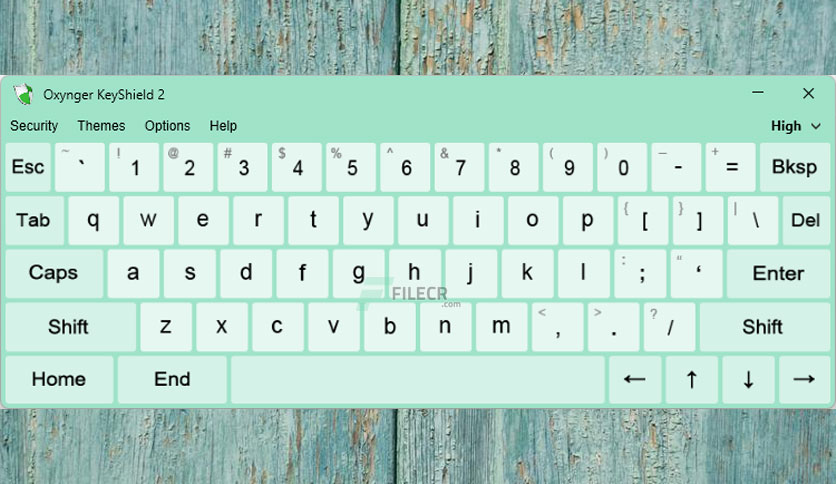 Oxynger KeyShield 2
Security Themes Options Help High
Esc ~ ` ! 1 @ 2 # 3 $ 4 % 5 ^ 6 & 7 * 8 ( 9 ) 0 _ - + = Bksp
Tab q w e r t y u i o p { [ } ] | \ Del
Caps a s d f g h j k l : ; “ ‘ Enter
FILECR
.com
Shift z x c v b n m < , > . ? / Shift
Home End ← ↑ ↓ →